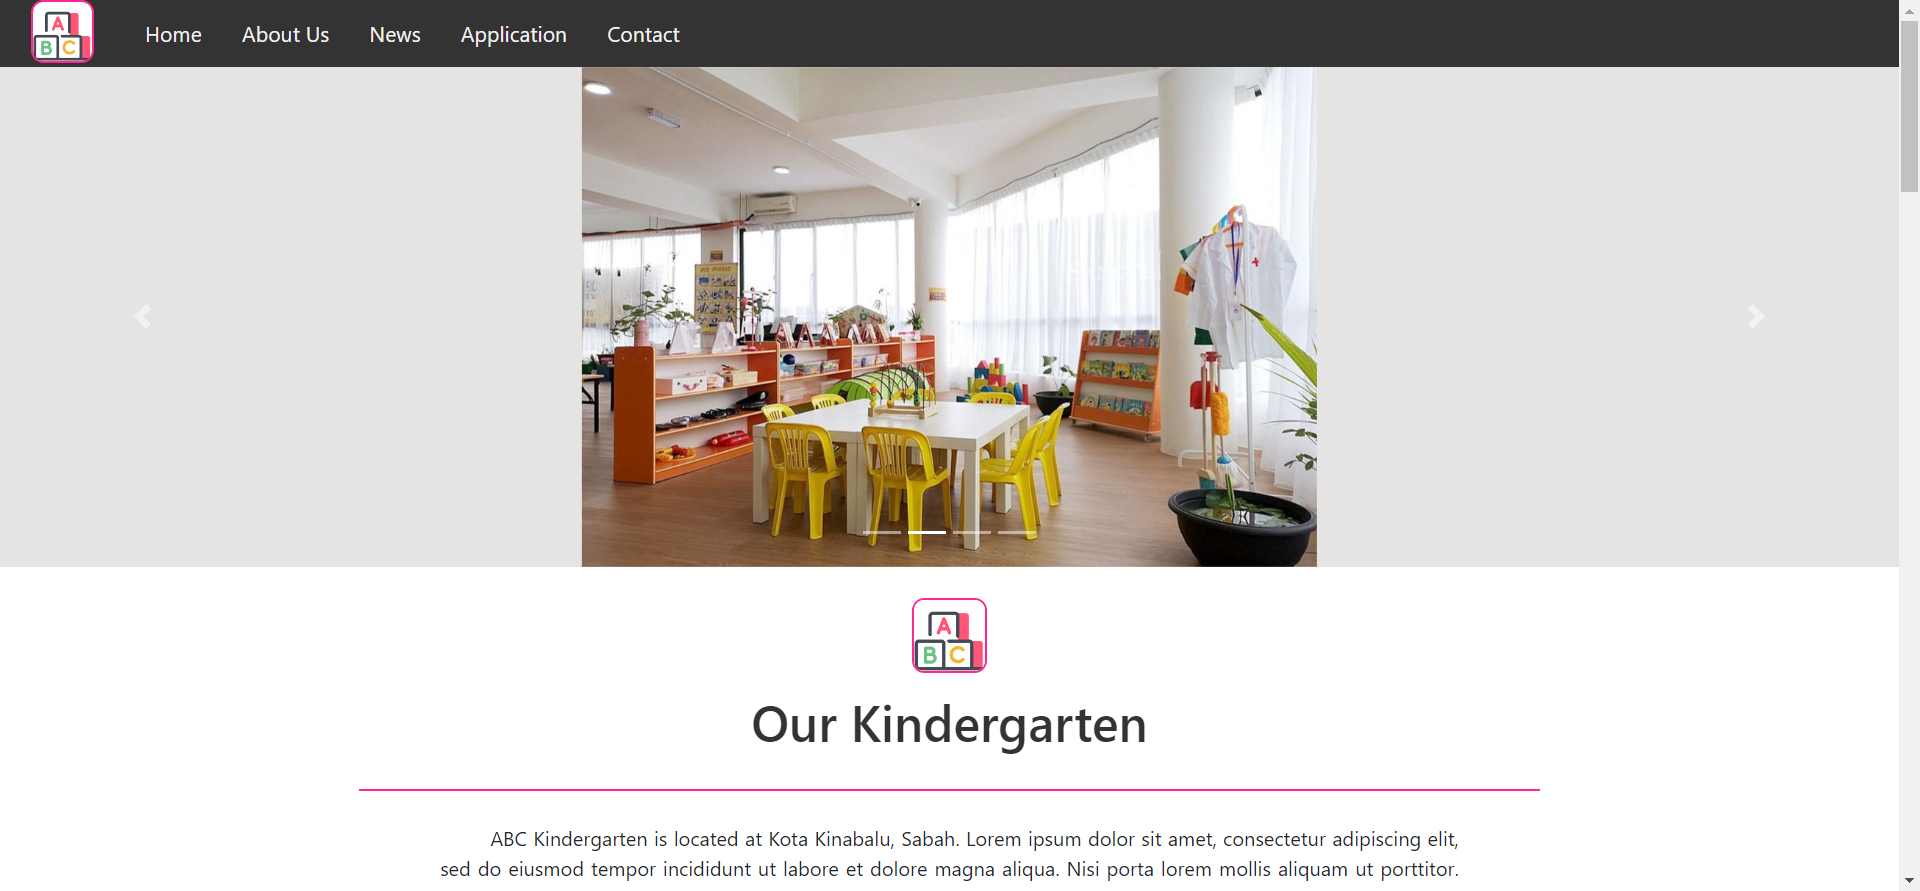 A
B C
Home About Us News Application Contact
A
B C
Our Kindergarten
ABC Kindergarten is located at Kota Kinabalu, Sabah. Lorem ipsum dolor sit amet, consectetur adipiscing elit,
sed do eiusmod tempor incididunt ut labore et dolore magna aliqua. Nisi porta lorem mollis aliquam ut porttitor.